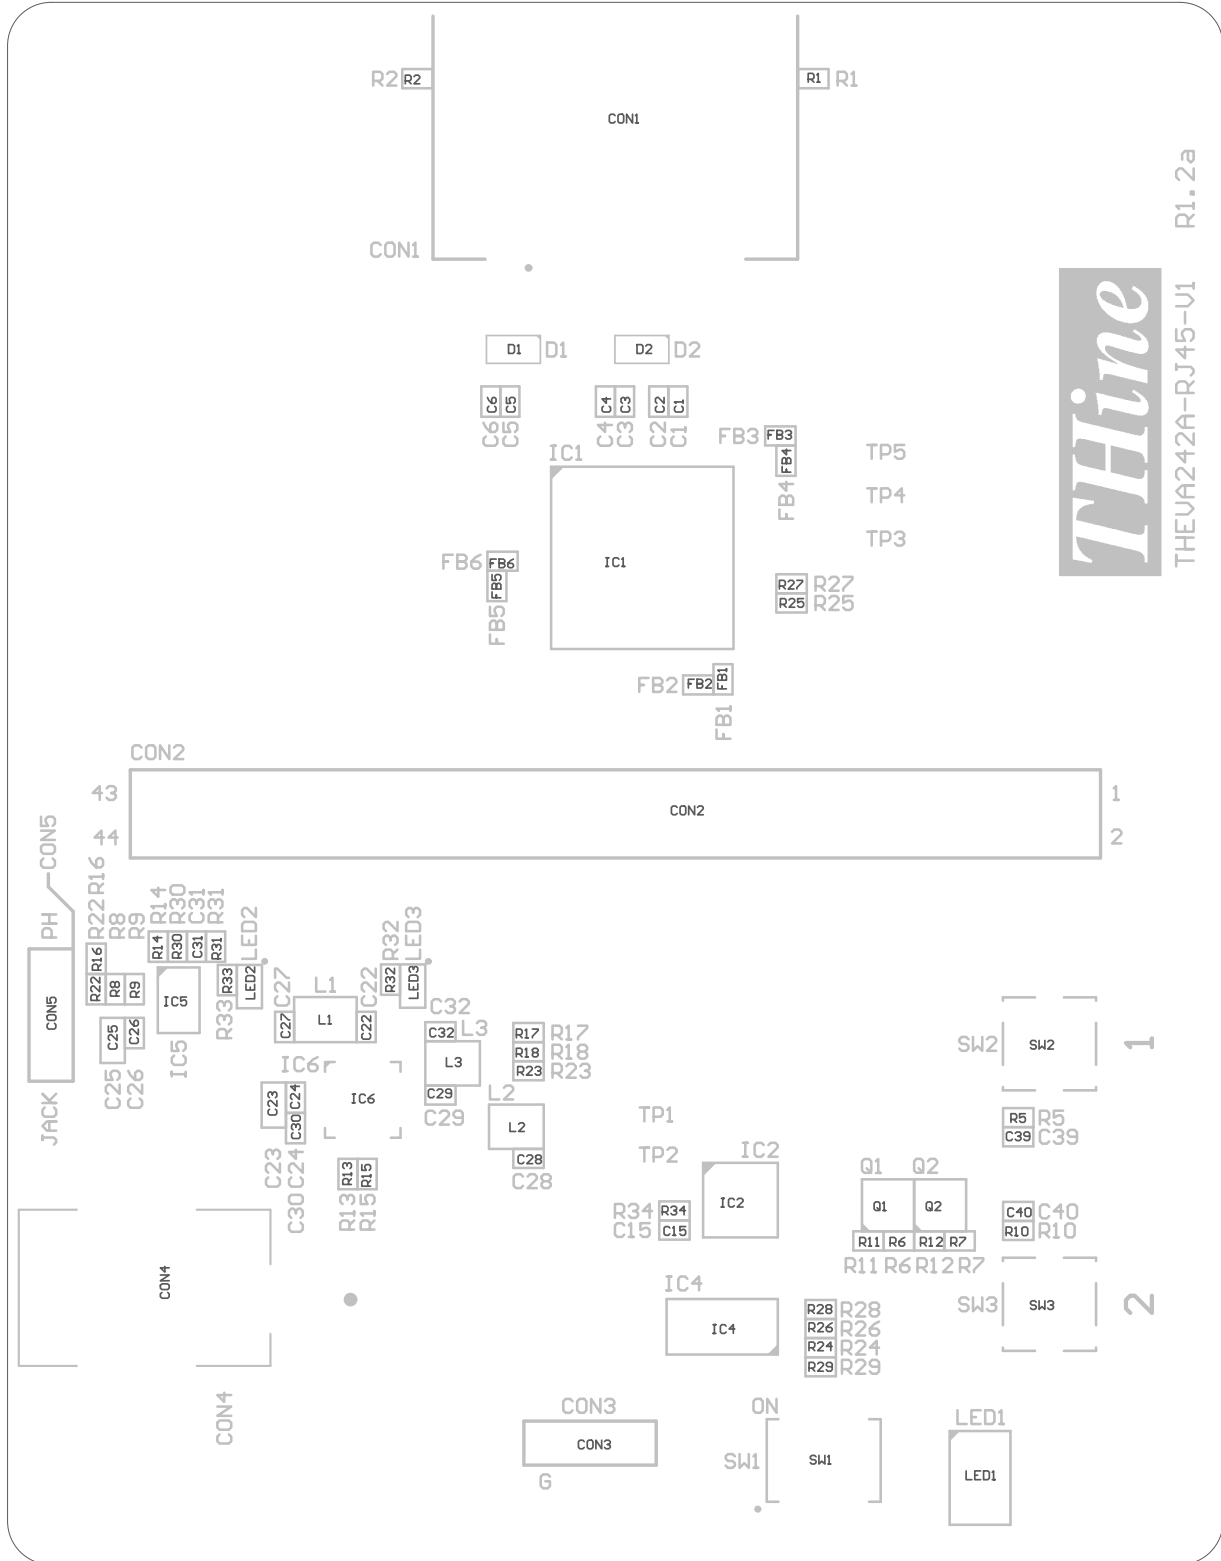 R2 R2 R1 R1
CON1
CON1
R1.2a
THine
THEVA242A-RJ45-V1
D1 D1 D2 D2
C6 C5 C4 C3 C2 C1
C6 C5 C4 C3 C2 C1
FB3 FB3
FB4
FB4
IC1
IC1
TP5
TP4
TP3
FB6 FB6
FB5
FB5
R27 R27
R25 R25
FB2 FB2 FB1
FB1
CON2
43 1
CON2
44 2
CON5
PH
R22 R16
R8
R9
R14
R30
C31
R31
LED2
R32
LED3
R16
R14 R30 C31 R31
R22 R8 R9
IC5
R33 LED2
R32 LED3
CON5
C25 C26
R33
C27
L1
C22
C27 L1 C22
C32
C32 L3
L3
IC5
C25
C26
JACK
IC6
IC6
C23 C24
C30
C29
C29
R17 R17
R18 R18
R23 R23
L2
L2
C28
C28
C23
C24
C30
R13 R15
R13
R15
SW2 SW2 1
R5 R5
C39 C39
TP1
TP2
IC2
IC2
R34 R34
C15 C15
Q1 Q2
Q1 Q2
R11 R6 R12 R7
R11 R6 R12 R7
C40 C40
R10 R10
SW3 SW3 2
CON4
CON4
IC4
IC4
R28 R28
R26 R26
R24 R24
R29 R29
CON3
CON3
G
ON
SW1 SW1
LED1
LED1